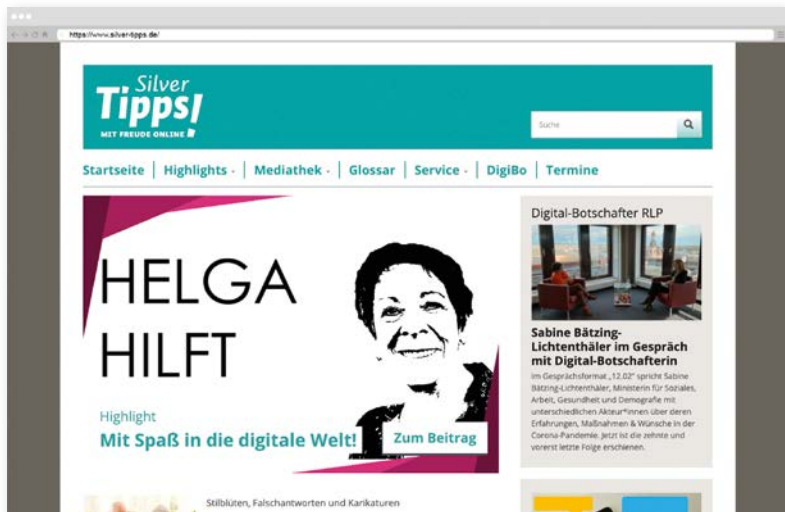 https://www.silver-tipps.de/
Silver
Tipps!
MIT FREUDE ONLINE
Suche
Startseite | Highlights | Mediathek | Glossar | Service | DigiBo | Termine
HELGA
HILFT
Highlight
Mit Spaß in die digitale Welt!
Zum Beitrag
Digital-Botschafter RLP
Sabine Bätzing-
Lichtenthäler im Gespräch
mit Digital-Botschafterin
Im Gesprächsformat „12.02“ spricht Sabine
Bätzing-Lichtenthäler, Ministerin für Soziales,
Arbeit, Gesundheit und Demografie mit
unterschiedlichen Akteur*innen über deren
Erfahrungen, Maßnahmen & Wünsche in der
Corona-Pandemie. Jetzt ist die zehnte und
vorerst letzte Folge erschienen.
Stilblüten, Falschantworten und Karikaturen